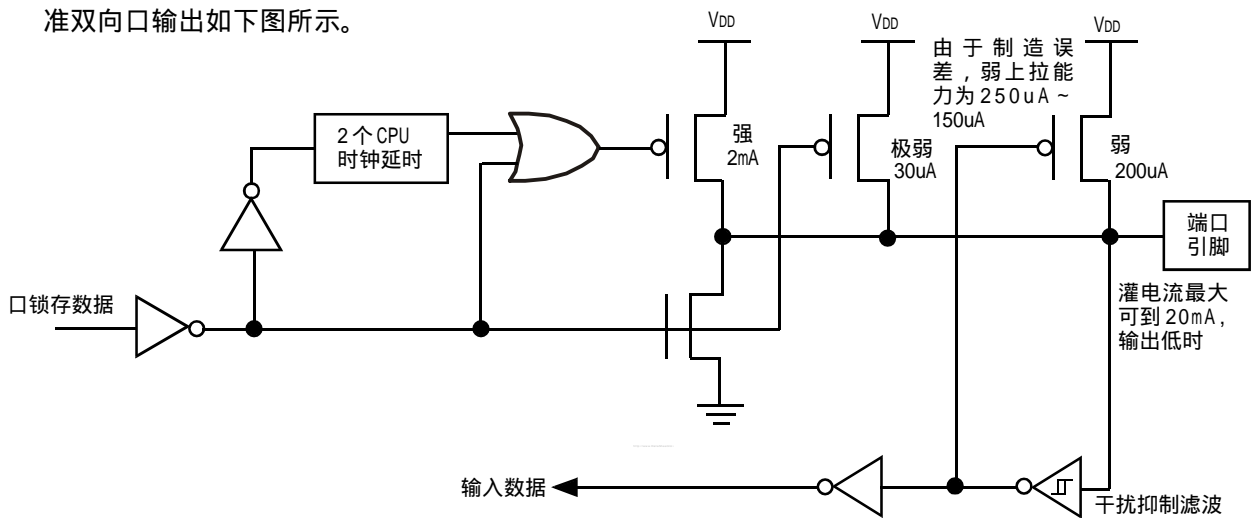 准双向口输出如下图所示。
VDD
VDD
VDD
由于制造误
差，弱上拉能
力为250uA ~
150uA
2个CPU
时钟延时
强
2mA
极弱
30uA
弱
200uA
端口
引脚
口锁存数据
灌电流最大
可到20mA,
输出低时
输入数据
干扰抑制滤波